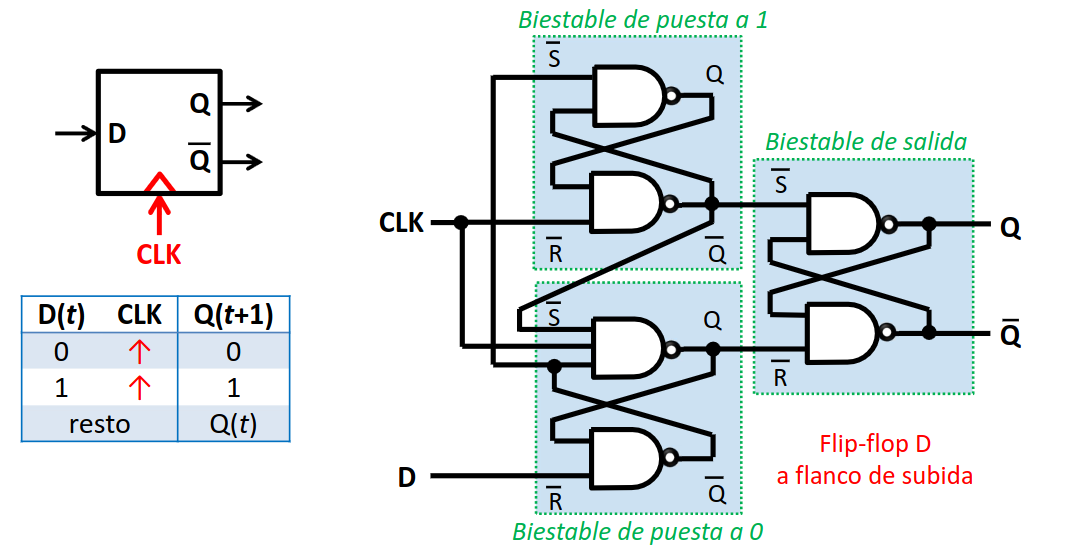 Biestable de puesta a 1
S̅
Q
D
Q
Q̅
CLK
Biestable de salida
S̅
CLK
R̅
Q̅
Q
D(t) CLK Q(t+1)
0 ↑ 0
1 ↑ 1
resto Q(t)
S̅
Q
Q̅
R̅
D
R̅
Q̅
Flip-flop D
a flanco de subida
Biestable de puesta a 0